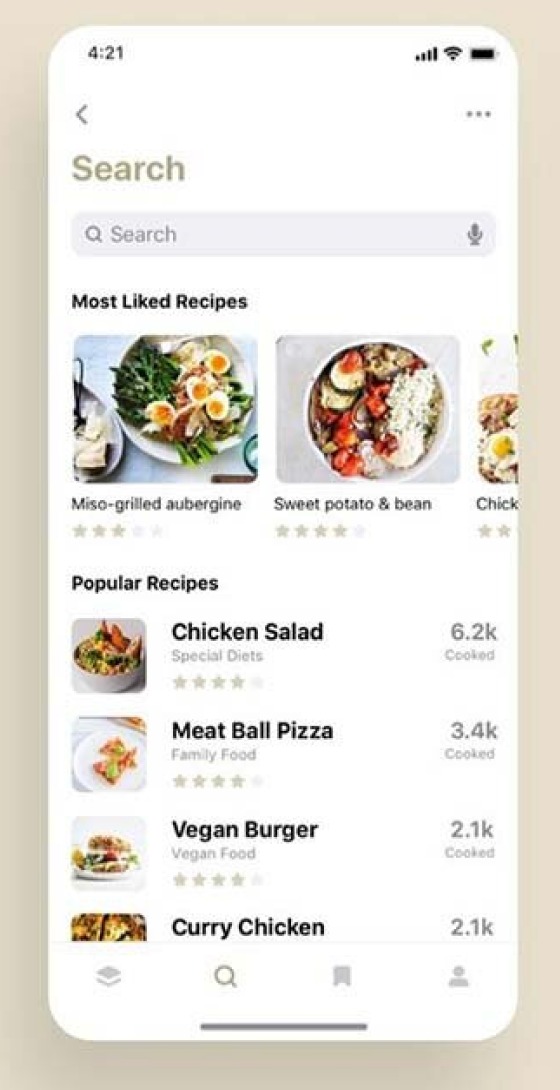 4:21
Search
Search
Most Liked Recipes
Miso-grilled aubergine
Sweet potato & bean
Chick
Popular Recipes
Chicken Salad
6.2k
Special Diets
Cooked
Meat Ball Pizza
3.4k
Family Food
Cooked
Vegan Burger
2.1k
Vegan Food
Cooked
Curry Chicken
2.1k